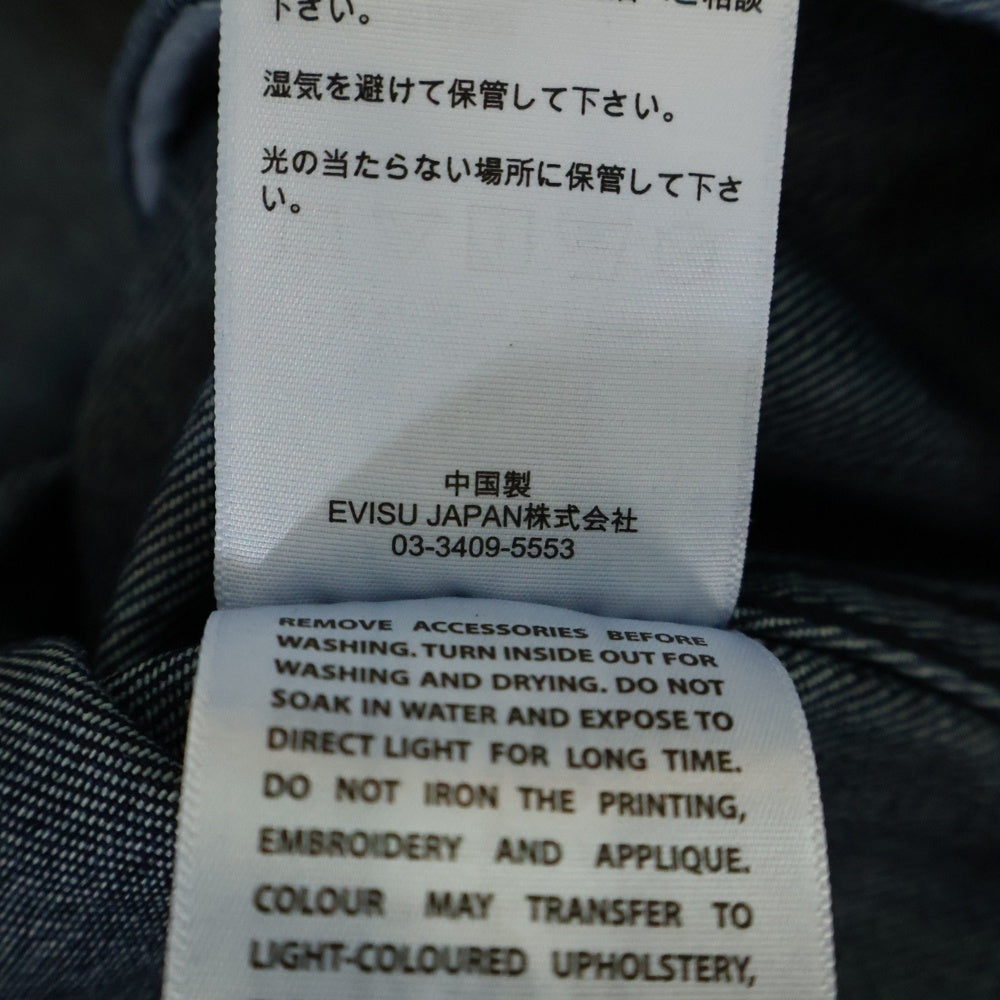 下さい。
湿気を避けて保管して下さい。
光の当たらない場所に保管して下さ
い。
中国製
EVISU JAPAN株式会社
03-3409-5553
REMOVE ACCESSORIES BEFORE
WASHING. TURN INSIDE OUT FOR
WASHING AND DRYING. DO NOT
SOAK IN WATER AND EXPOSE TO
DIRECT LIGHT FOR LONG TIME.
DO NOT IRON THE PRINTING,
EMBROIDERY AND APPLIQUE.
COLOUR MAY TRANSFER TO
LIGHT-COLOURED UPHOLSTERY,